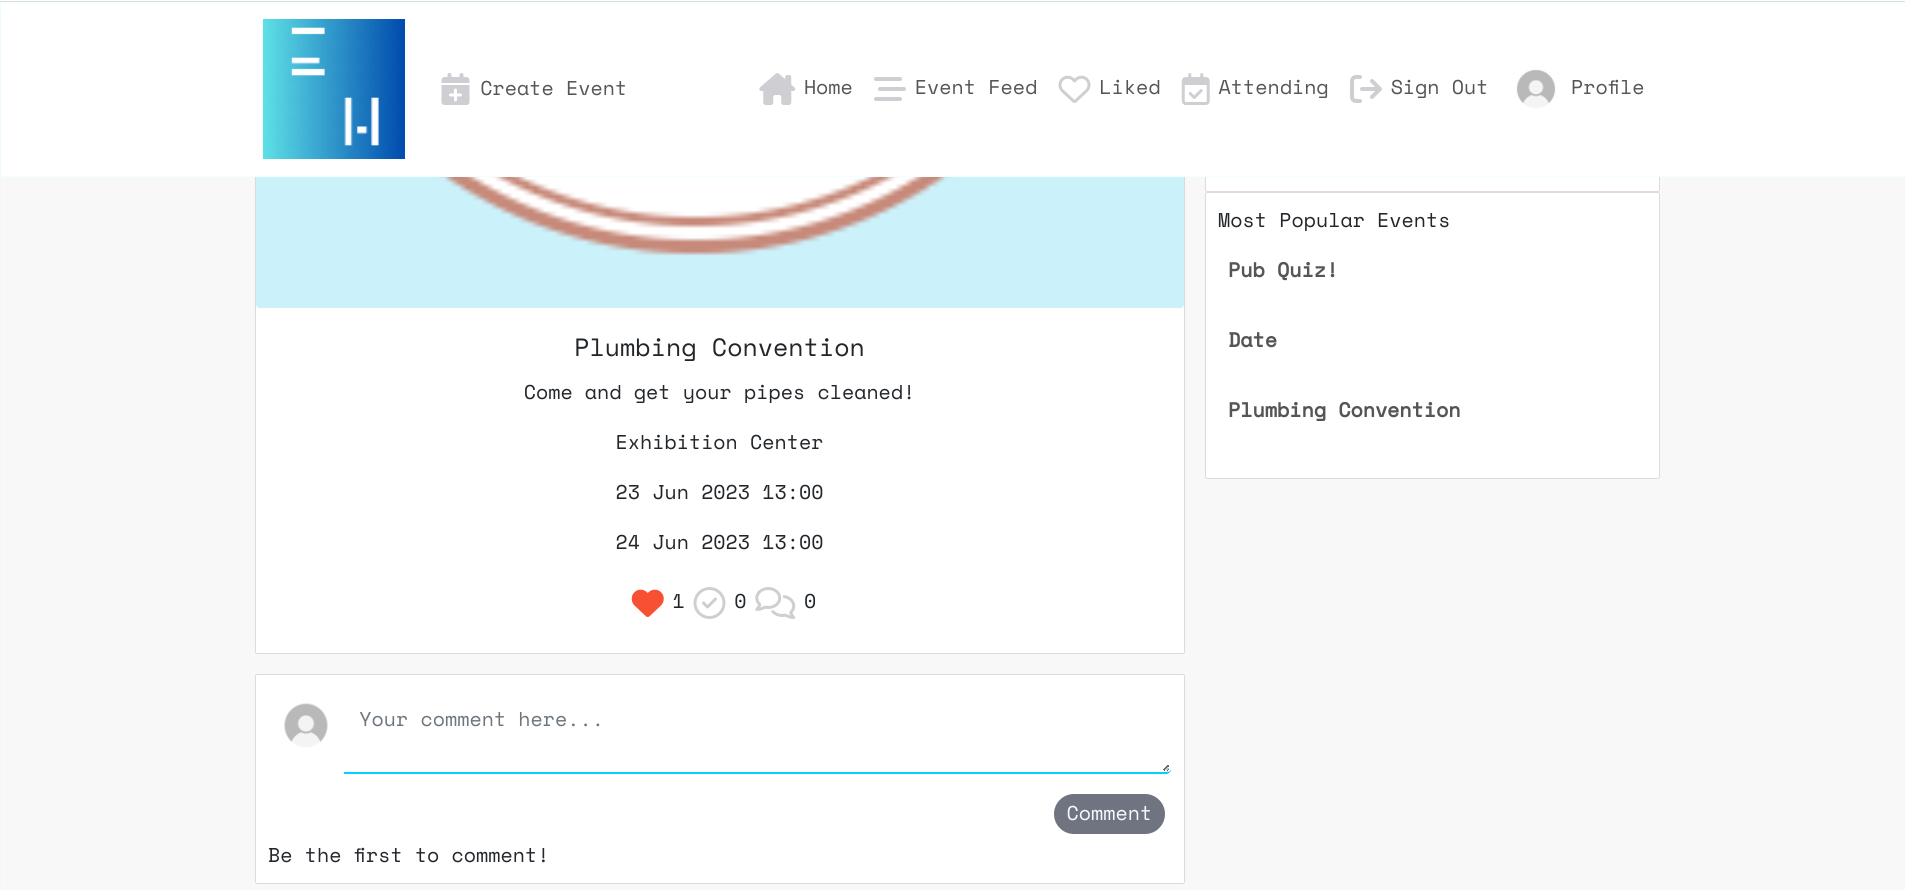 Create Event
Home
Event Feed
Liked
Attending
Sign Out
Profile
Plumbing Convention
Come and get your pipes cleaned!
Exhibition Center
23 Jun 2023 13:00
24 Jun 2023 13:00
1 0 0
Your comment here...
Comment
Be the first to comment!
Most Popular Events
Pub Quiz!
Date
Plumbing Convention